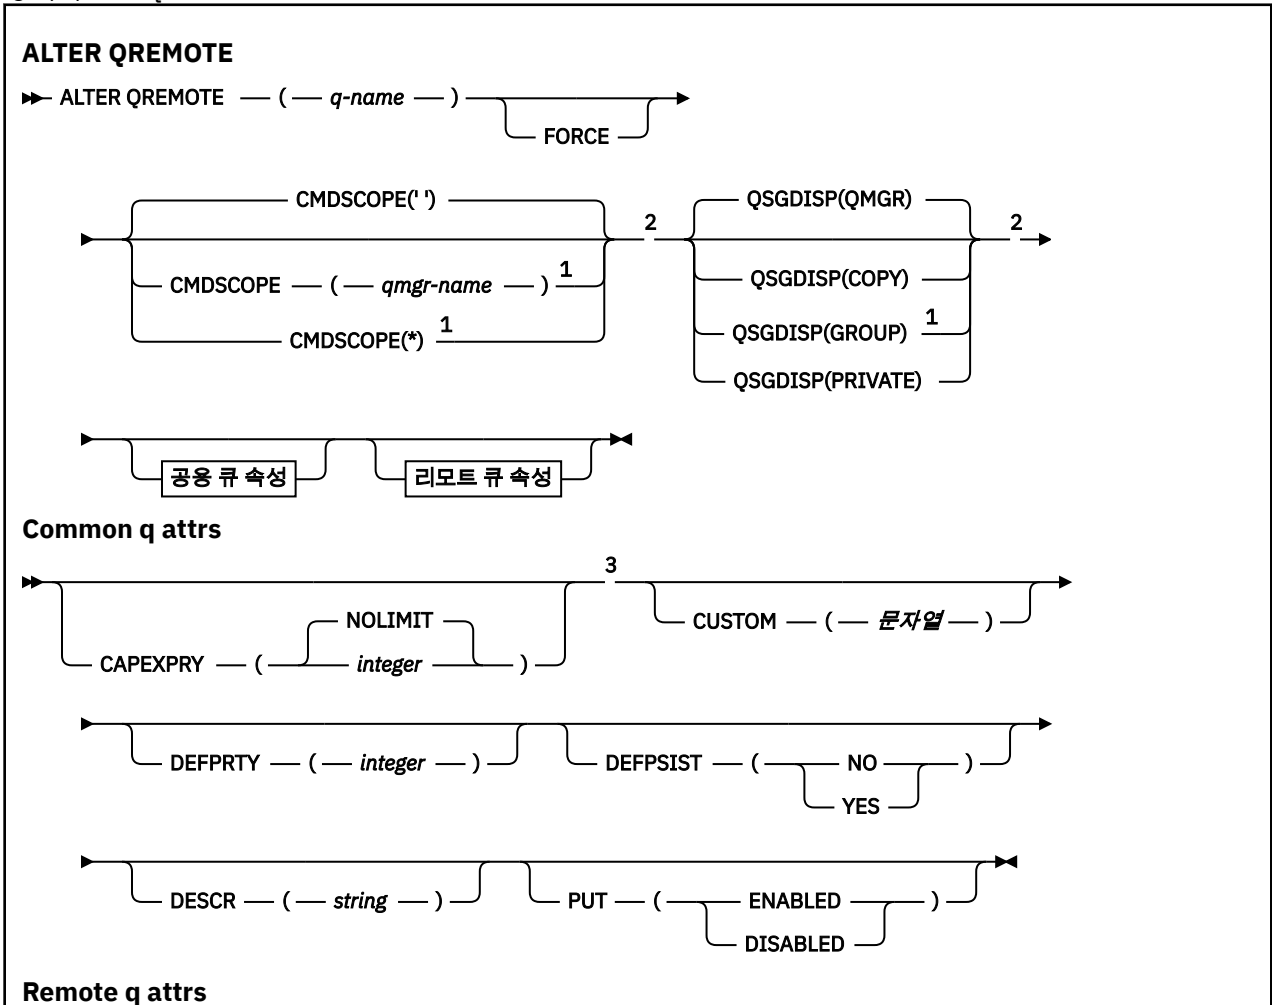 ALTER QREMOTE
ALTER QREMOTE ( q-name )
FORCE
CMDSCOPE(' ')
CMDSCOPE ( qmgr-name ) 1
CMDSCOPE(*) 1
2
QSGDISP(QMGR)
QSGDISP(COPY)
QSGDISP(GROUP) 1
QSGDISP(PRIVATE)
2
공용 큐 속성
리모트 큐 속성
Common q attrs
CAPEXPRY (
NOLIMIT
integer
)
3
CUSTOM ( 문자열 )
DEFPRTY ( integer )
DEFPSIST (
NO
YES
)
DESCR ( string )
PUT (
ENABLED
DISABLED
)
Remote q attrs